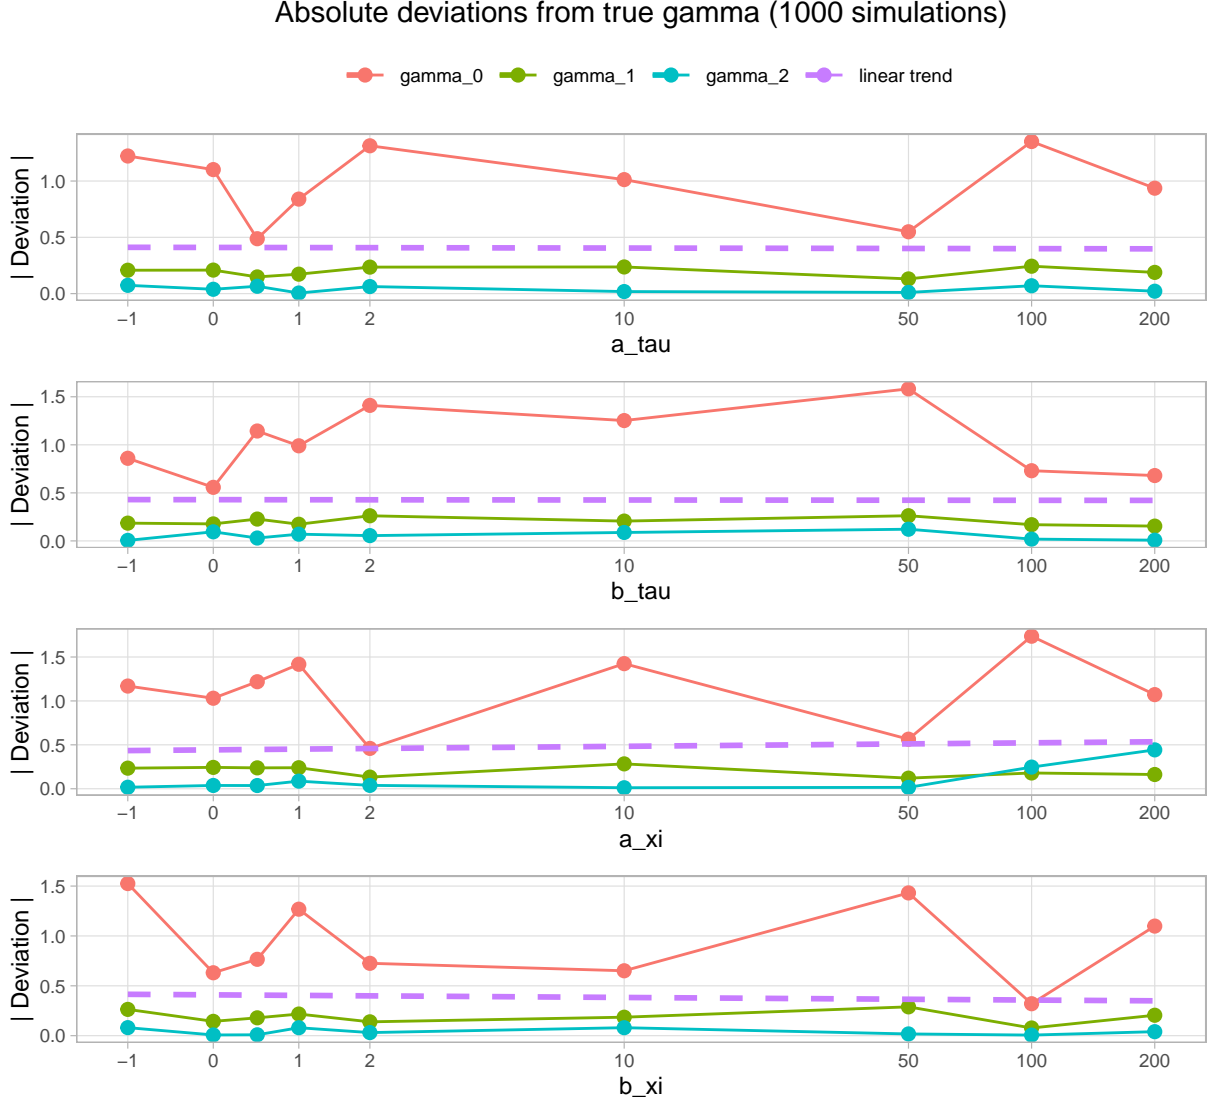 Absolute deviations from true gamma (1000 simulations)
gamma_0 gamma_1 gamma_2 linear trend
| Deviation |
1.0
0.5
0.0
−1 0 1 2 10 50 100 200
a_tau
| Deviation |
1.5
1.0
0.5
0.0
−1 0 1 2 10 50 100 200
b_tau
| Deviation |
1.5
1.0
0.5
0.0
−1 0 1 2 10 50 100 200
a_xi
| Deviation |
1.5
1.0
0.5
0.0
−1 0 1 2 10 50 100 200
b_xi